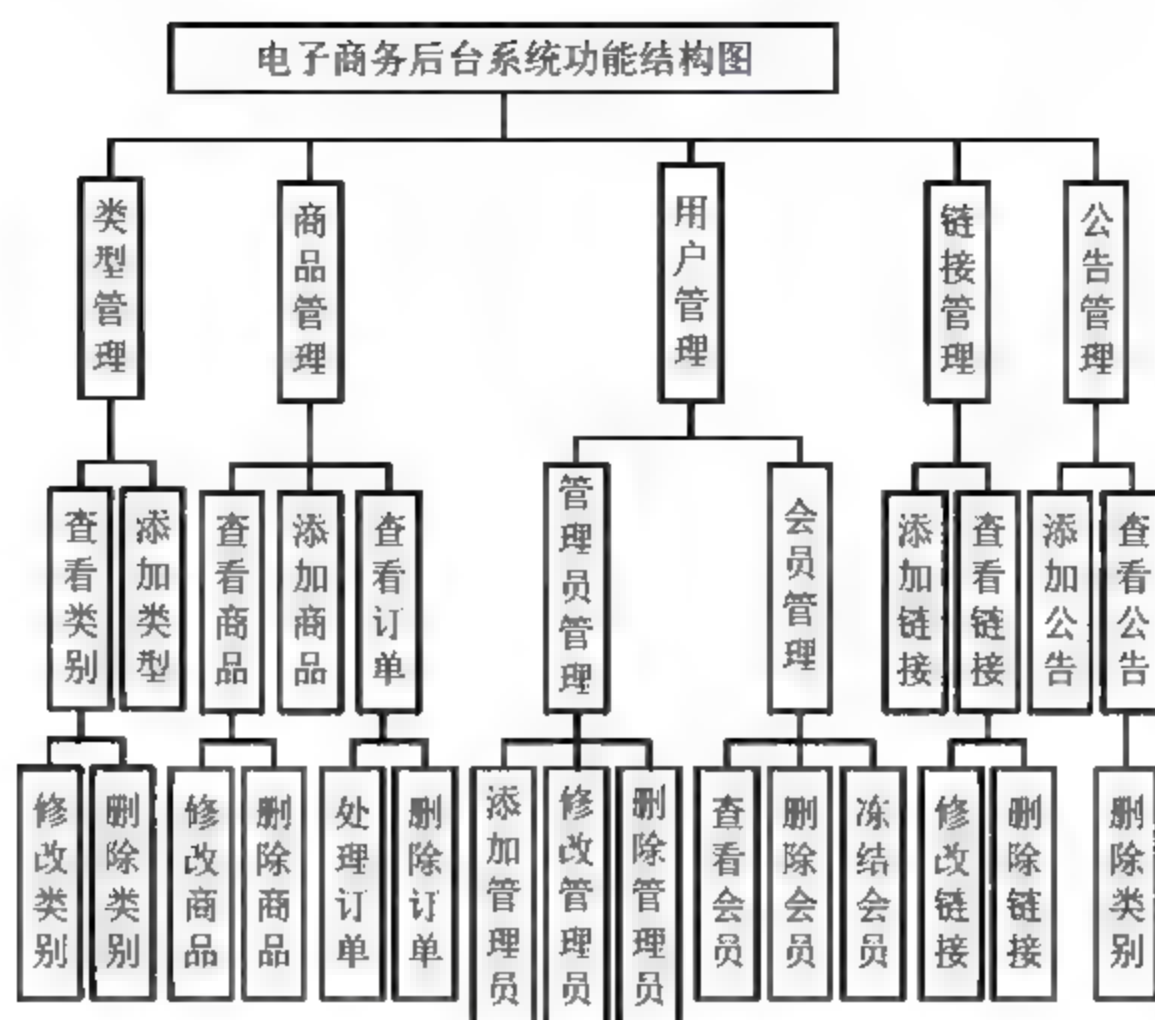 电子商务后台系统功能结构图
类型管理
商品管理
用户管理
链接管理
公告管理
查看类别
添加类型
查看商品
添加商品
查看订单
管理员管理
会员管理
添加链接
查看链接
添加公告
查看公告
修改类别
删除类别
修改商品
删除商品
处理订单
删除订单
添加管理员
修改管理员
删除管理员
查看会员
删除会员
冻结会员
修改链接
删除链接
删除类别